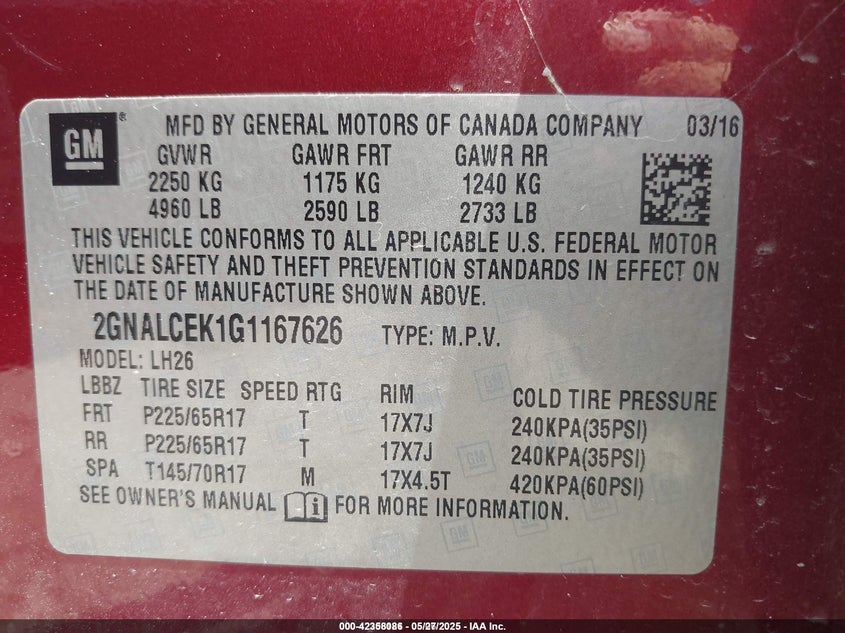 GM ® MFD BY GENERAL MOTORS OF CANADA COMPANY 03/16
GVWR GAWR FRT GAWR RR
2250 KG 1175 KG 1240 KG
4960 LB 2590 LB 2733 LB
THIS VEHICLE CONFORMS TO ALL APPLICABLE U.S. FEDERAL MOTOR
VEHICLE SAFETY AND THEFT PREVENTION STANDARDS IN EFFECT ON
THE DATE OF MANUFACTURE SHOWN ABOVE.
2GNALCEK1G1167626 TYPE: M.P.V.
MODEL: LH26
LBBZ TIRE SIZE SPEED RTG RIM COLD TIRE PRESSURE
FRT P225/65R17 T 17X7J 240KPA(35PSI)
RR P225/65R17 T 17X7J 240KPA(35PSI)
SPA T145/70R17 M 17X4.5T 420KPA(60PSI)
SEE OWNER'S MANUAL FOR MORE INFORMATION.
- IAA Inc.